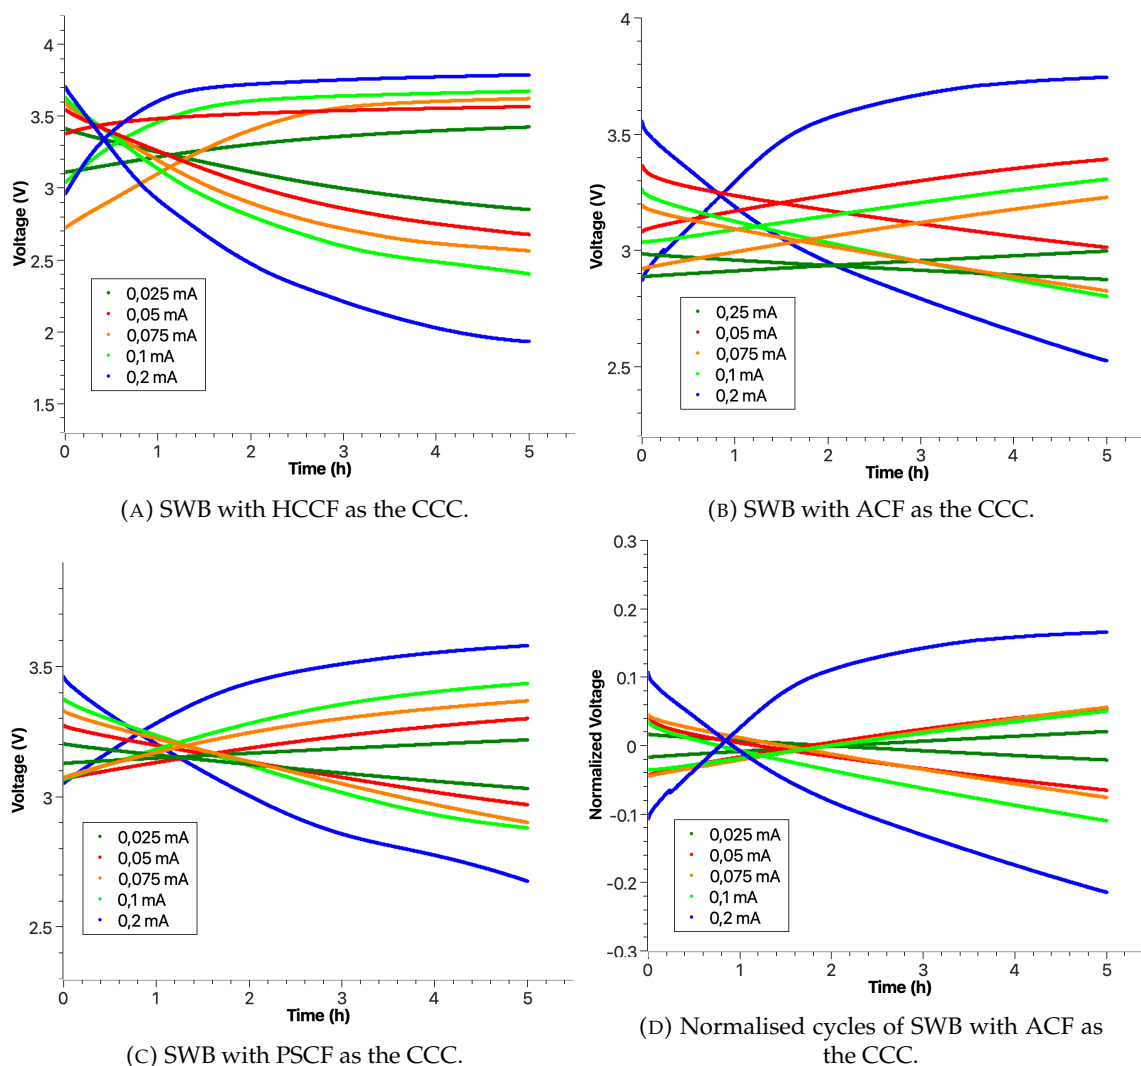 4
3.5
3
2.5
2
1.5
Voltage (V)
0,025 mA
0,05 mA
0,075 mA
0,1 mA
0,2 mA
0 1 2 3 4 5
Time (h)
(A) SWB with HCCF as the CCC.
4
3.5
3
2.5
Voltage (V)
0,25 mA
0,05 mA
0,075 mA
0,1 mA
0,2 mA
0 1 2 3 4 5
Time (h)
(B) SWB with ACF as the CCC.
3.5
3
2.5
Voltage (V)
0,025 mA
0,05 mA
0,075 mA
0,1 mA
0,2 mA
0 1 2 3 4 5
Time (h)
(C) SWB with PSCF as the CCC.
0.3
0.2
0.1
0
-0.1
-0.2
-0.3
Normalized Voltage
0,025 mA
0,05 mA
0,075 mA
0,1 mA
0,2 mA
0 1 2 3 4 5
Time (h)
(D) Normalised cycles of SWB with ACF as
the CCC.